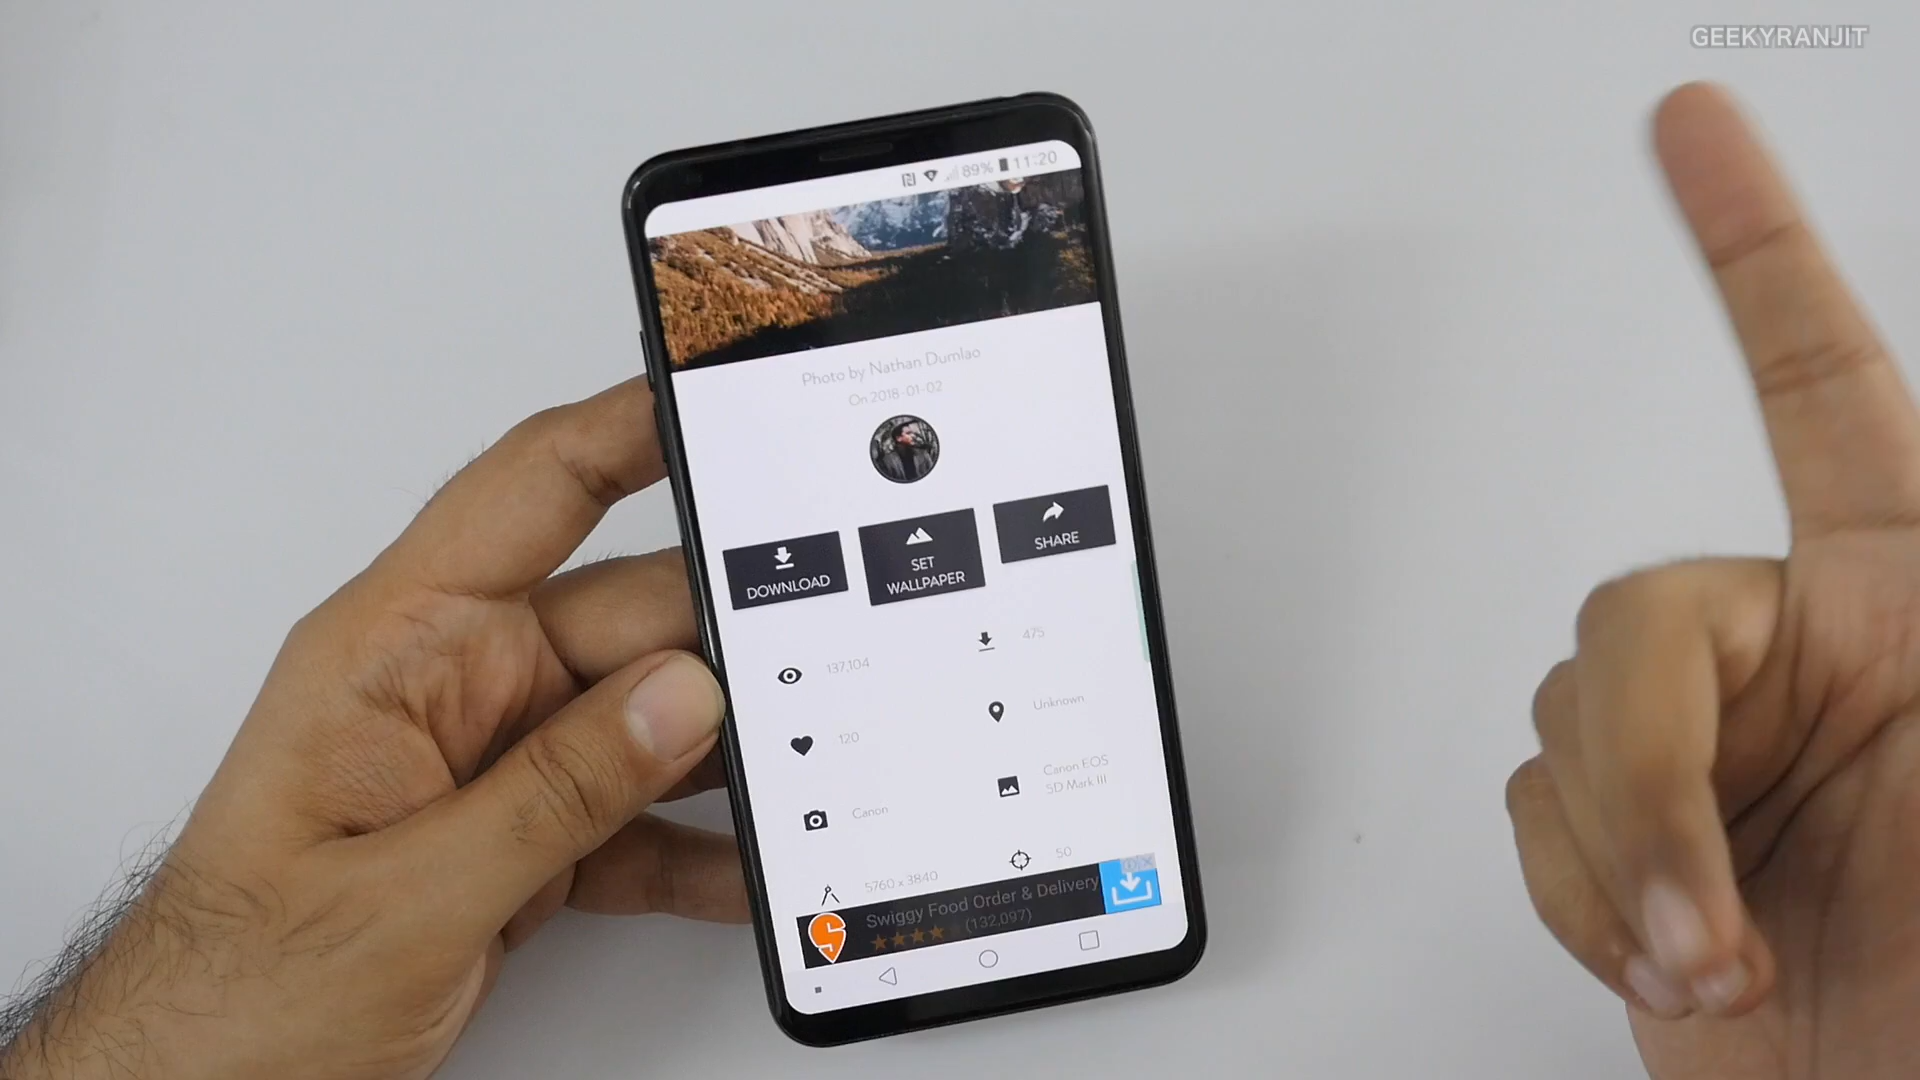 GEEKYRANJIT
89% 11:20
Photo by Nathan Dumlao
On 2018-01-02
DOWNLOAD
SET
WALLPAPER
SHARE
137,104
475
120
Unknown
Canon
Canon EOS
5D Mark III
5760 x 3840
50
Swiggy Food Order & Delivery
(132,097)